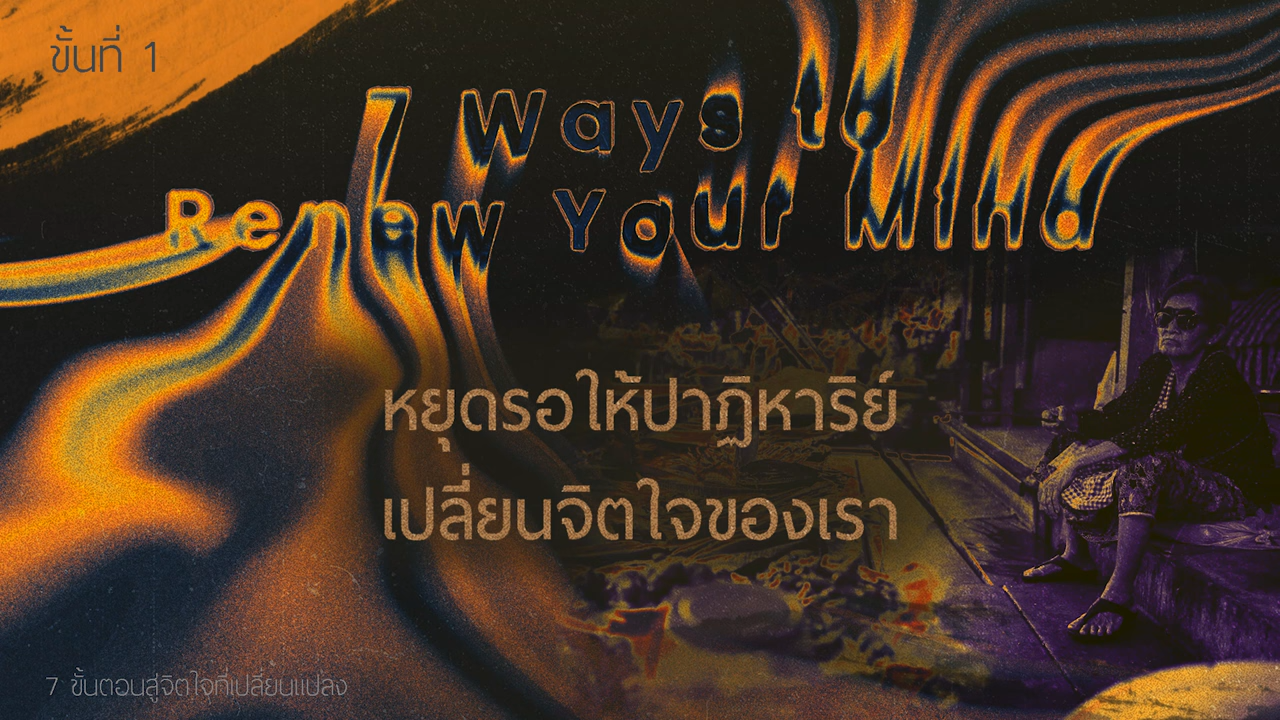 ขั้นที่ 1
7 Ways to
Renew Your Mind
หยุดรอให้ปาฏิหาริย์
เปลี่ยนจิตใจของเรา
7 ขั้นตอนสู่จิตใจที่เปลี่ยนแปลง